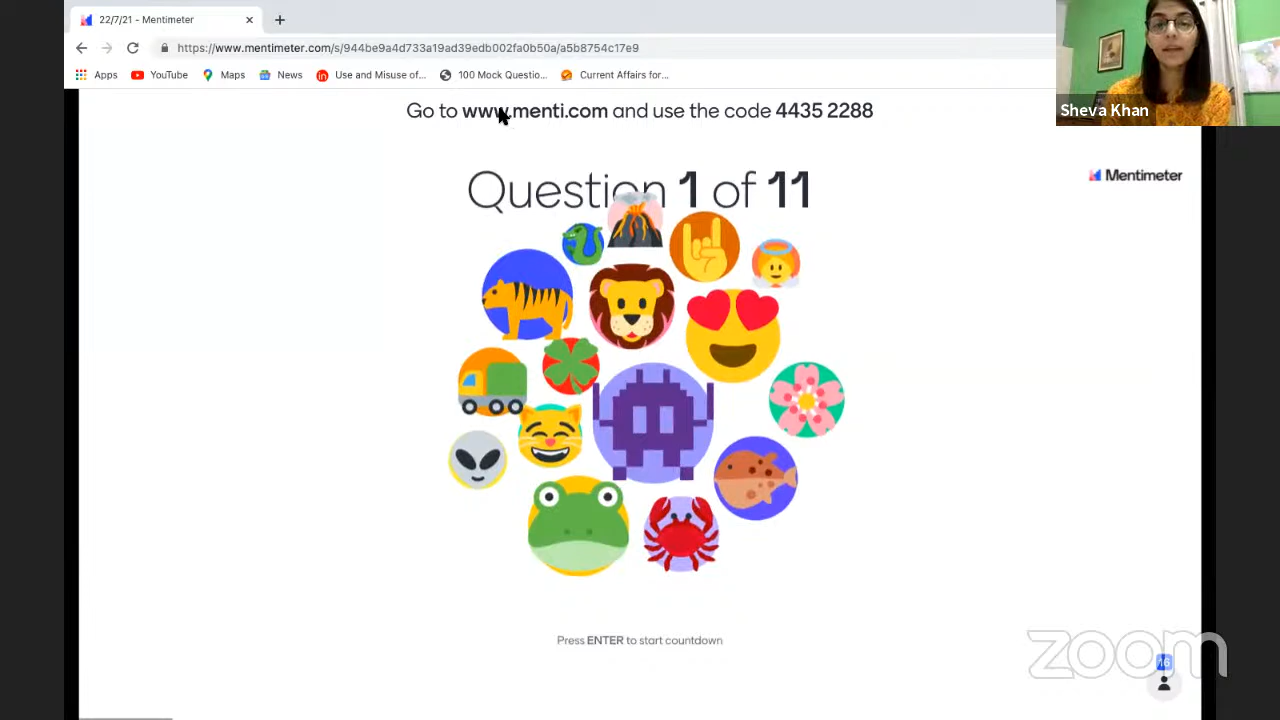 22/7/21 - Mentimeter
https://www.mentimeter.com/s/944be9a4d733a19ad39edb002fa0b50a/a5b8754c17e9
Apps YouTube Maps News Use and Misuse of... 100 Mock Questio... Current Affairs for...
Sheva Khan
Go to www.menti.com and use the code 4435 2288
Mentimeter
Question 1 of 11
Press ENTER to start countdown
zoom
16